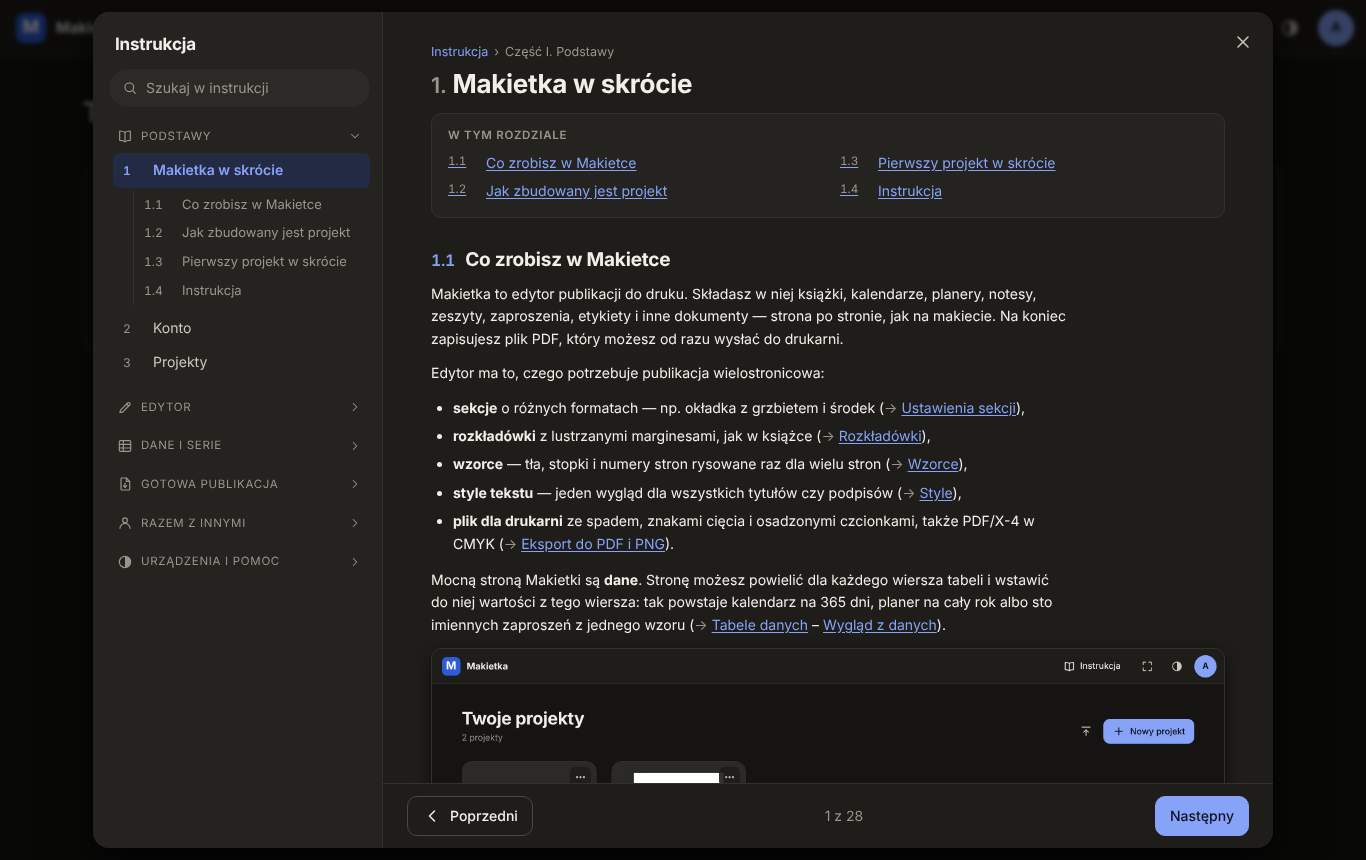 M
A
Instrukcja
Szukaj w instrukcji
PODSTAWY
1 Makietka w skrócie
1.1 Co zrobisz w Makietce
1.2 Jak zbudowany jest projekt
1.3 Pierwszy projekt w skrócie
1.4 Instrukcja
2 Konto
3 Projekty
EDYTOR
DANE I SERIE
GOTOWA PUBLIKACJA
RAZEM Z INNYMI
URZĄDZENIA I POMOC
Instrukcja › Część I. Podstawy
1. Makietka w skrócie
W TYM ROZDZIALE
1.1 Co zrobisz w Makietce
1.2 Jak zbudowany jest projekt
1.3 Pierwszy projekt w skrócie
1.4 Instrukcja
1.1 Co zrobisz w Makietce
Makietka to edytor publikacji do druku. Składasz w niej książki, kalendarze, planery, notesy,
zeszyty, zaproszenia, etykiety i inne dokumenty — strona po stronie, jak na makiecie. Na koniec
zapisujesz plik PDF, który możesz od razu wysłać do drukarni.
Edytor ma to, czego potrzebuje publikacja wielostronicowa:
• sekcje o różnych formatach — np. okładka z grzbietem i środek (→ Ustawienia sekcji),
• rozkładówki z lustrzanymi marginesami, jak w książce (→ Rozkładówki),
• wzorce — tła, stopki i numery stron rysowane raz dla wielu stron (→ Wzorce),
• style tekstu — jeden wygląd dla wszystkich tytułów czy podpisów (→ Style),
• plik dla drukarni ze spadem, znakami cięcia i osadzonymi czcionkami, także PDF/X-4 w
CMYK (→ Eksport do PDF i PNG).
Mocną stroną Makietki są dane. Stronę możesz powielić dla każdego wiersza tabeli i wstawić
do niej wartości z tego wiersza: tak powstaje kalendarz na 365 dni, planer na cały rok albo sto
imiennych zaproszeń z jednego wzoru (→ Tabele danych – Wygląd z danych).
M Makietka
Instrukcja
A
Twoje projekty
2 projekty
+ Nowy projekt
Poprzedni
1 z 28
Następny